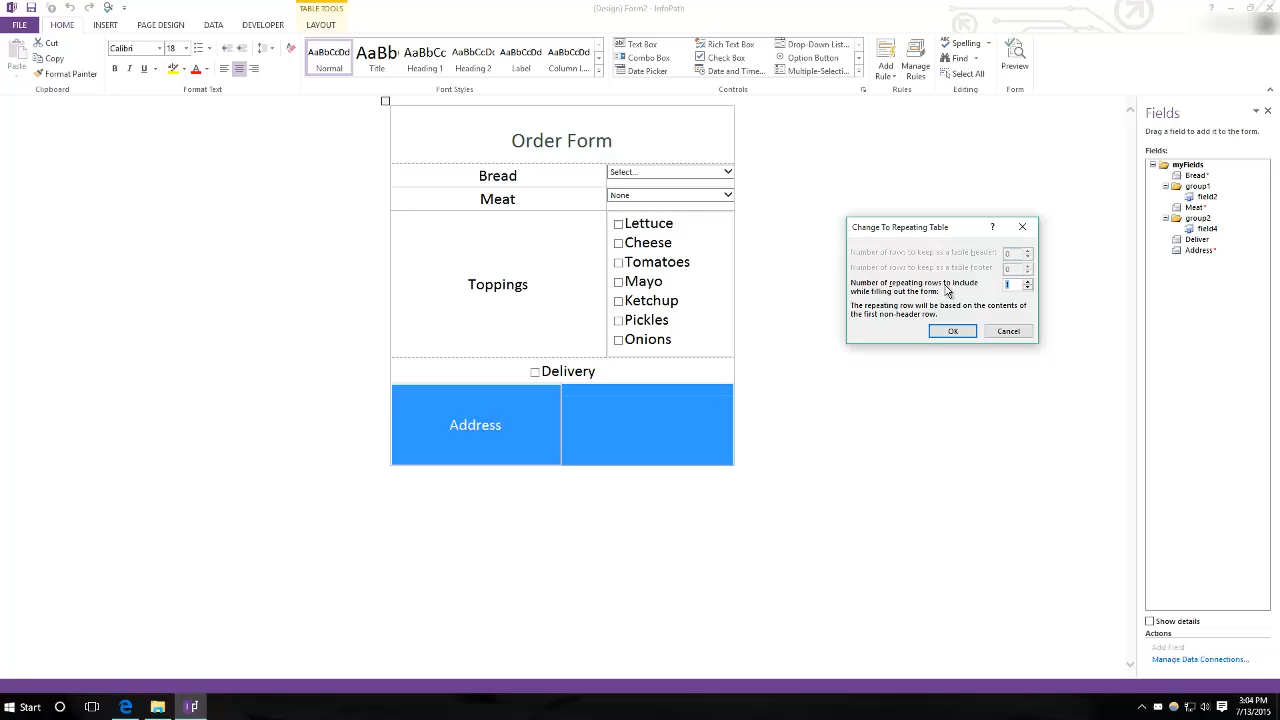 TABLE TOOLS
(Design) Form2 - InfoPath
FILE HOME INSERT PAGE DESIGN DATA DEVELOPER LAYOUT
Paste
Cut
Copy
Format Painter
Clipboard
Calibri 18
B I U
Format Text
AaBbCcDd Normal
AaBb Title
AaBbCc Heading 1
AaBbCcDd Heading 2
AaBbCcDd Label
AaBbCcDd Column L...
Font Styles
Text Box Rich Text Box Drop-Down List...
Combo Box Check Box Option Button
Date Picker Date and Time... Multiple-Selecti...
Controls
Add Rule
Manage Rules
Rules
Spelling
Find
Select All
Editing
Preview
Form
Order Form
Bread Select...
Meat None
Toppings
Lettuce
Cheese
Tomatoes
Mayo
Ketchup
Pickles
Onions
Delivery
Address
Change To Repeating Table ?
Number of rows to keep as a table header: 0
Number of rows to keep as a table footer 0
Number of repeating rows to include
while filling out the form: 1
The repeating row will be based on the contents of
the first non-header row.
OK Cancel
Fields
Drag a field to add it to the form.
Fields:
myFields
Bread*
group1
field2
Meat*
group2
field4
Deliver
Address*
Show details
Actions
Add Field
Manage Data Connections...
Start
3:04 PM
7/13/2015